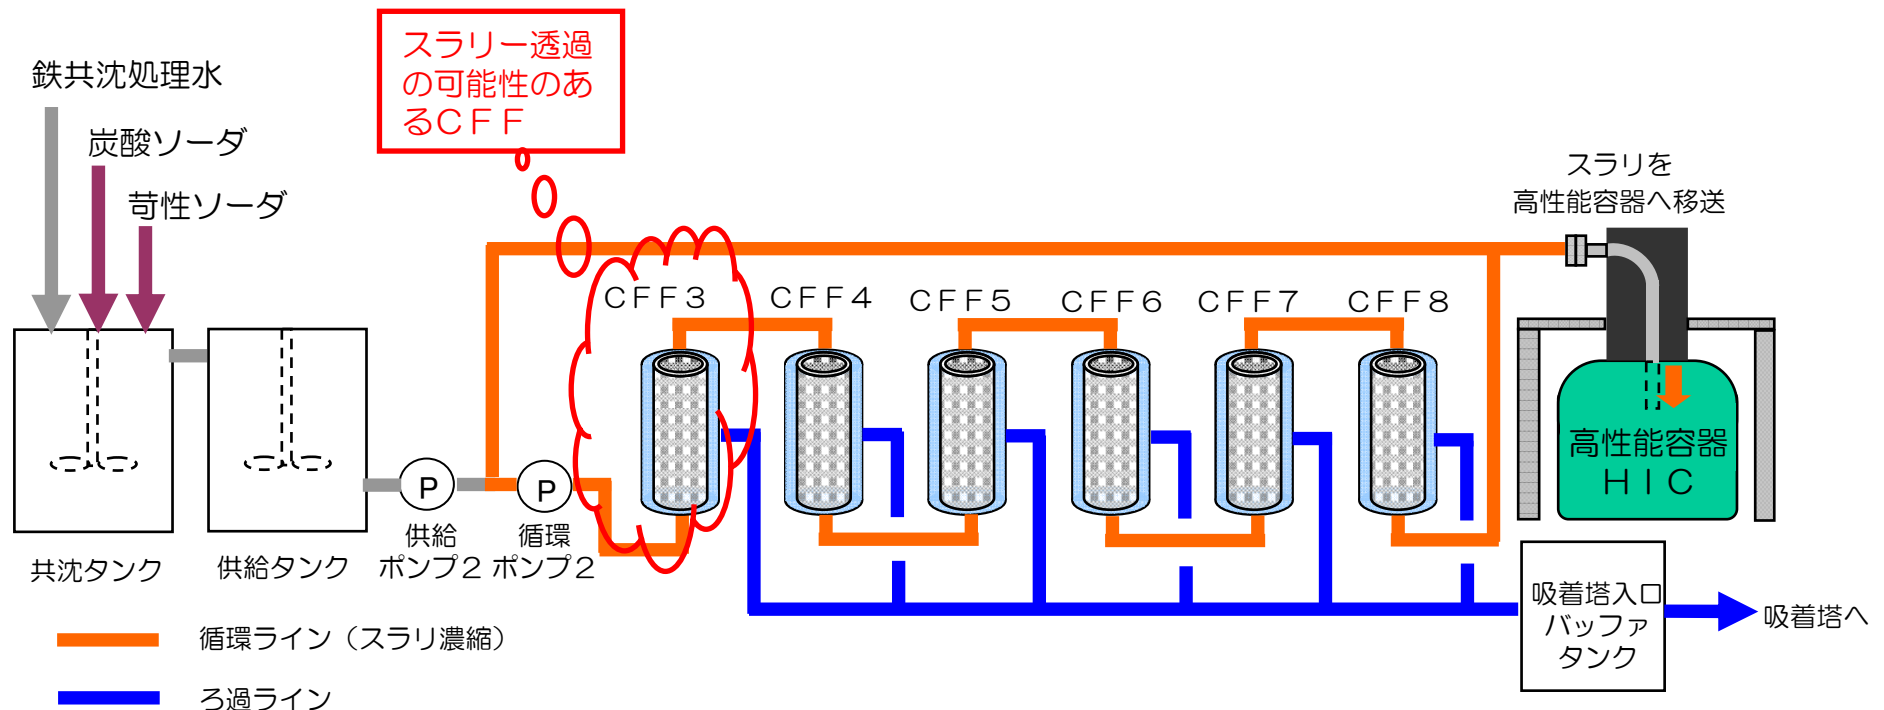 鉄共沈処理水
炭酸ソーダ
苛性ソーダ
スラリー透過
の可能性のあ
るＣＦＦ
スラリを
高性能容器へ移送
ＣＦＦ３
ＣＦＦ４
ＣＦＦ５
ＣＦＦ６
ＣＦＦ７
ＣＦＦ８
高性能容器
ＨＩＣ
P
P
供給
ポンプ２
循環
ポンプ２
共沈タンク
供給タンク
吸着塔入口
バッファ
タンク
吸着塔へ
循環ライン（スラリ濃縮）
ろ過ライン